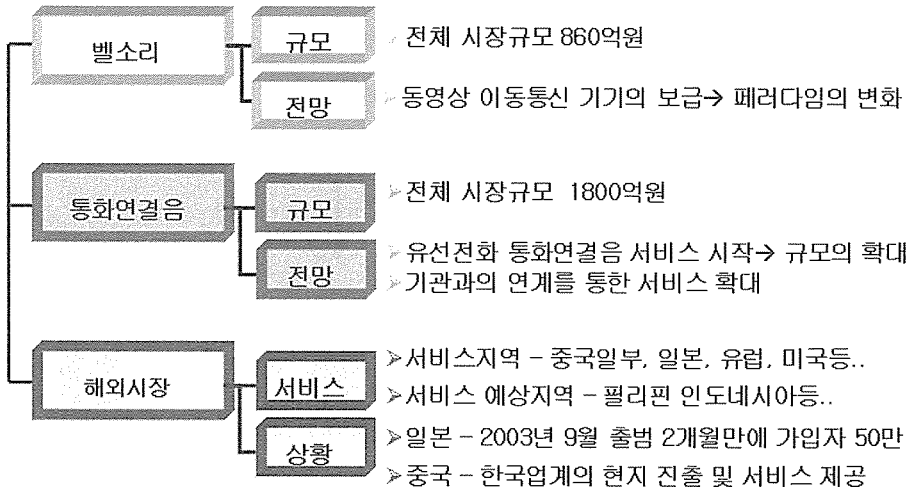 벨소리
규모
전체 시장규모 860억원
전망
동영상 이동통신 기기의 보급→ 페러다임의 변화
통화연결음
규모
전체 시장규모 1800억원
전망
유선전화 통화연결음 서비스 시작→ 규모의 확대
기관과의 연계를 통한 서비스 확대
해외시장
서비스
서비스지역 - 중국일부, 일본, 유럽, 미국등..
서비스 예상지역 - 필리핀 인도네시아등..
상황
일본 - 2003년 9월 출범 2개월만에 가입자 50만
중국 - 한국업계의 현지 진출 및 서비스 제공